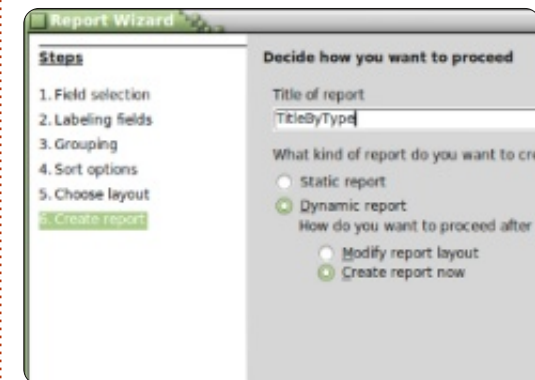 Report Wizard
Steps
1. Field selection
2. Labeling fields
3. Grouping
4. Sort options
5. Choose layout
6. Create report
Decide how you want to proceed
Title of report
TitleByType
What kind of report do you want to cre
Static report
Dynamic report
How do you want to proceed after
Modify report layout
Create report now